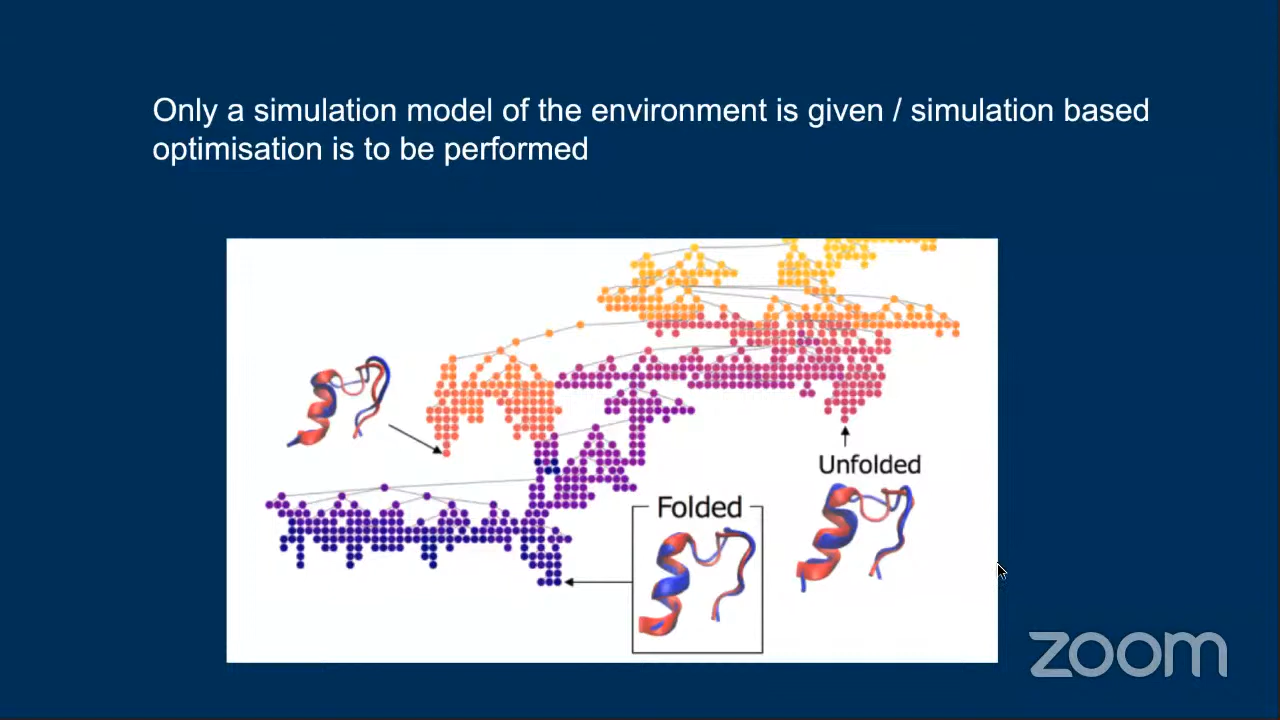 Only a simulation model of the environment is given / simulation based
optimisation is to be performed
Unfolded
Folded
zoom